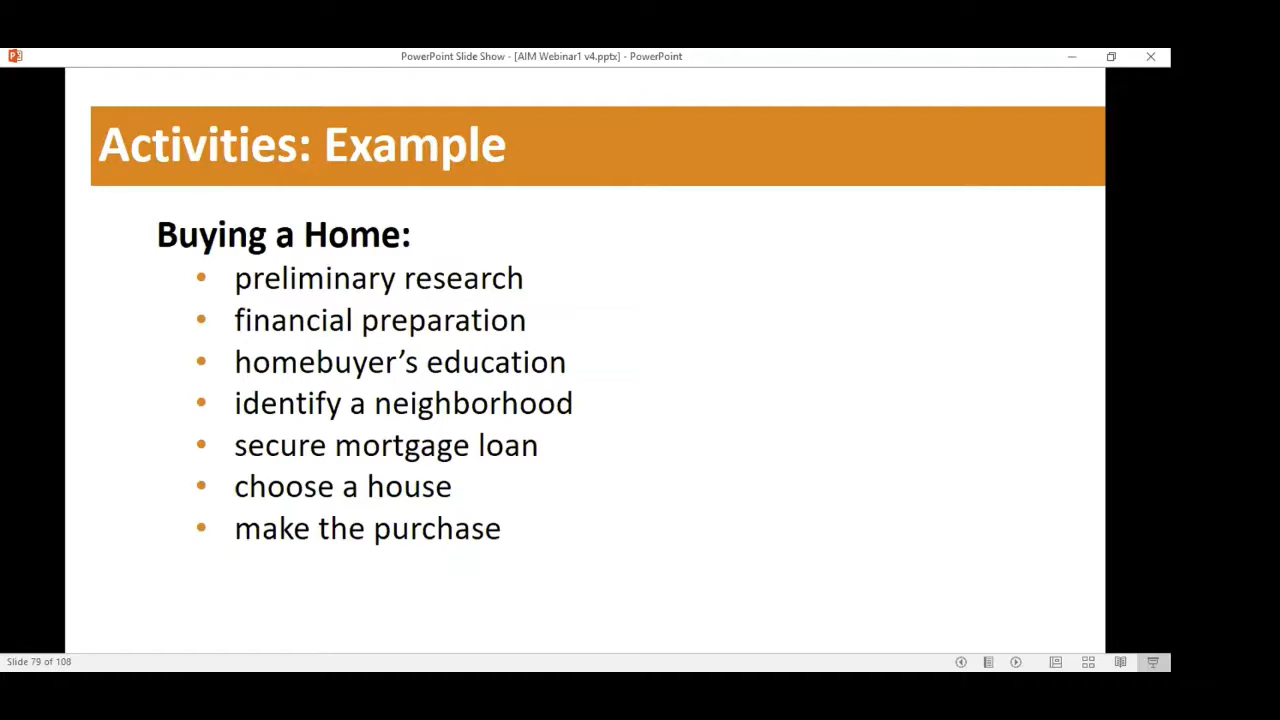 PowerPoint Slide Show - [AIM Webinar1 v4.pptx] - PowerPoint
Activities: Example
Buying a Home:
• preliminary research
• financial preparation
• homebuyer’s education
• identify a neighborhood
• secure mortgage loan
• choose a house
• make the purchase
Slide 79 of 108